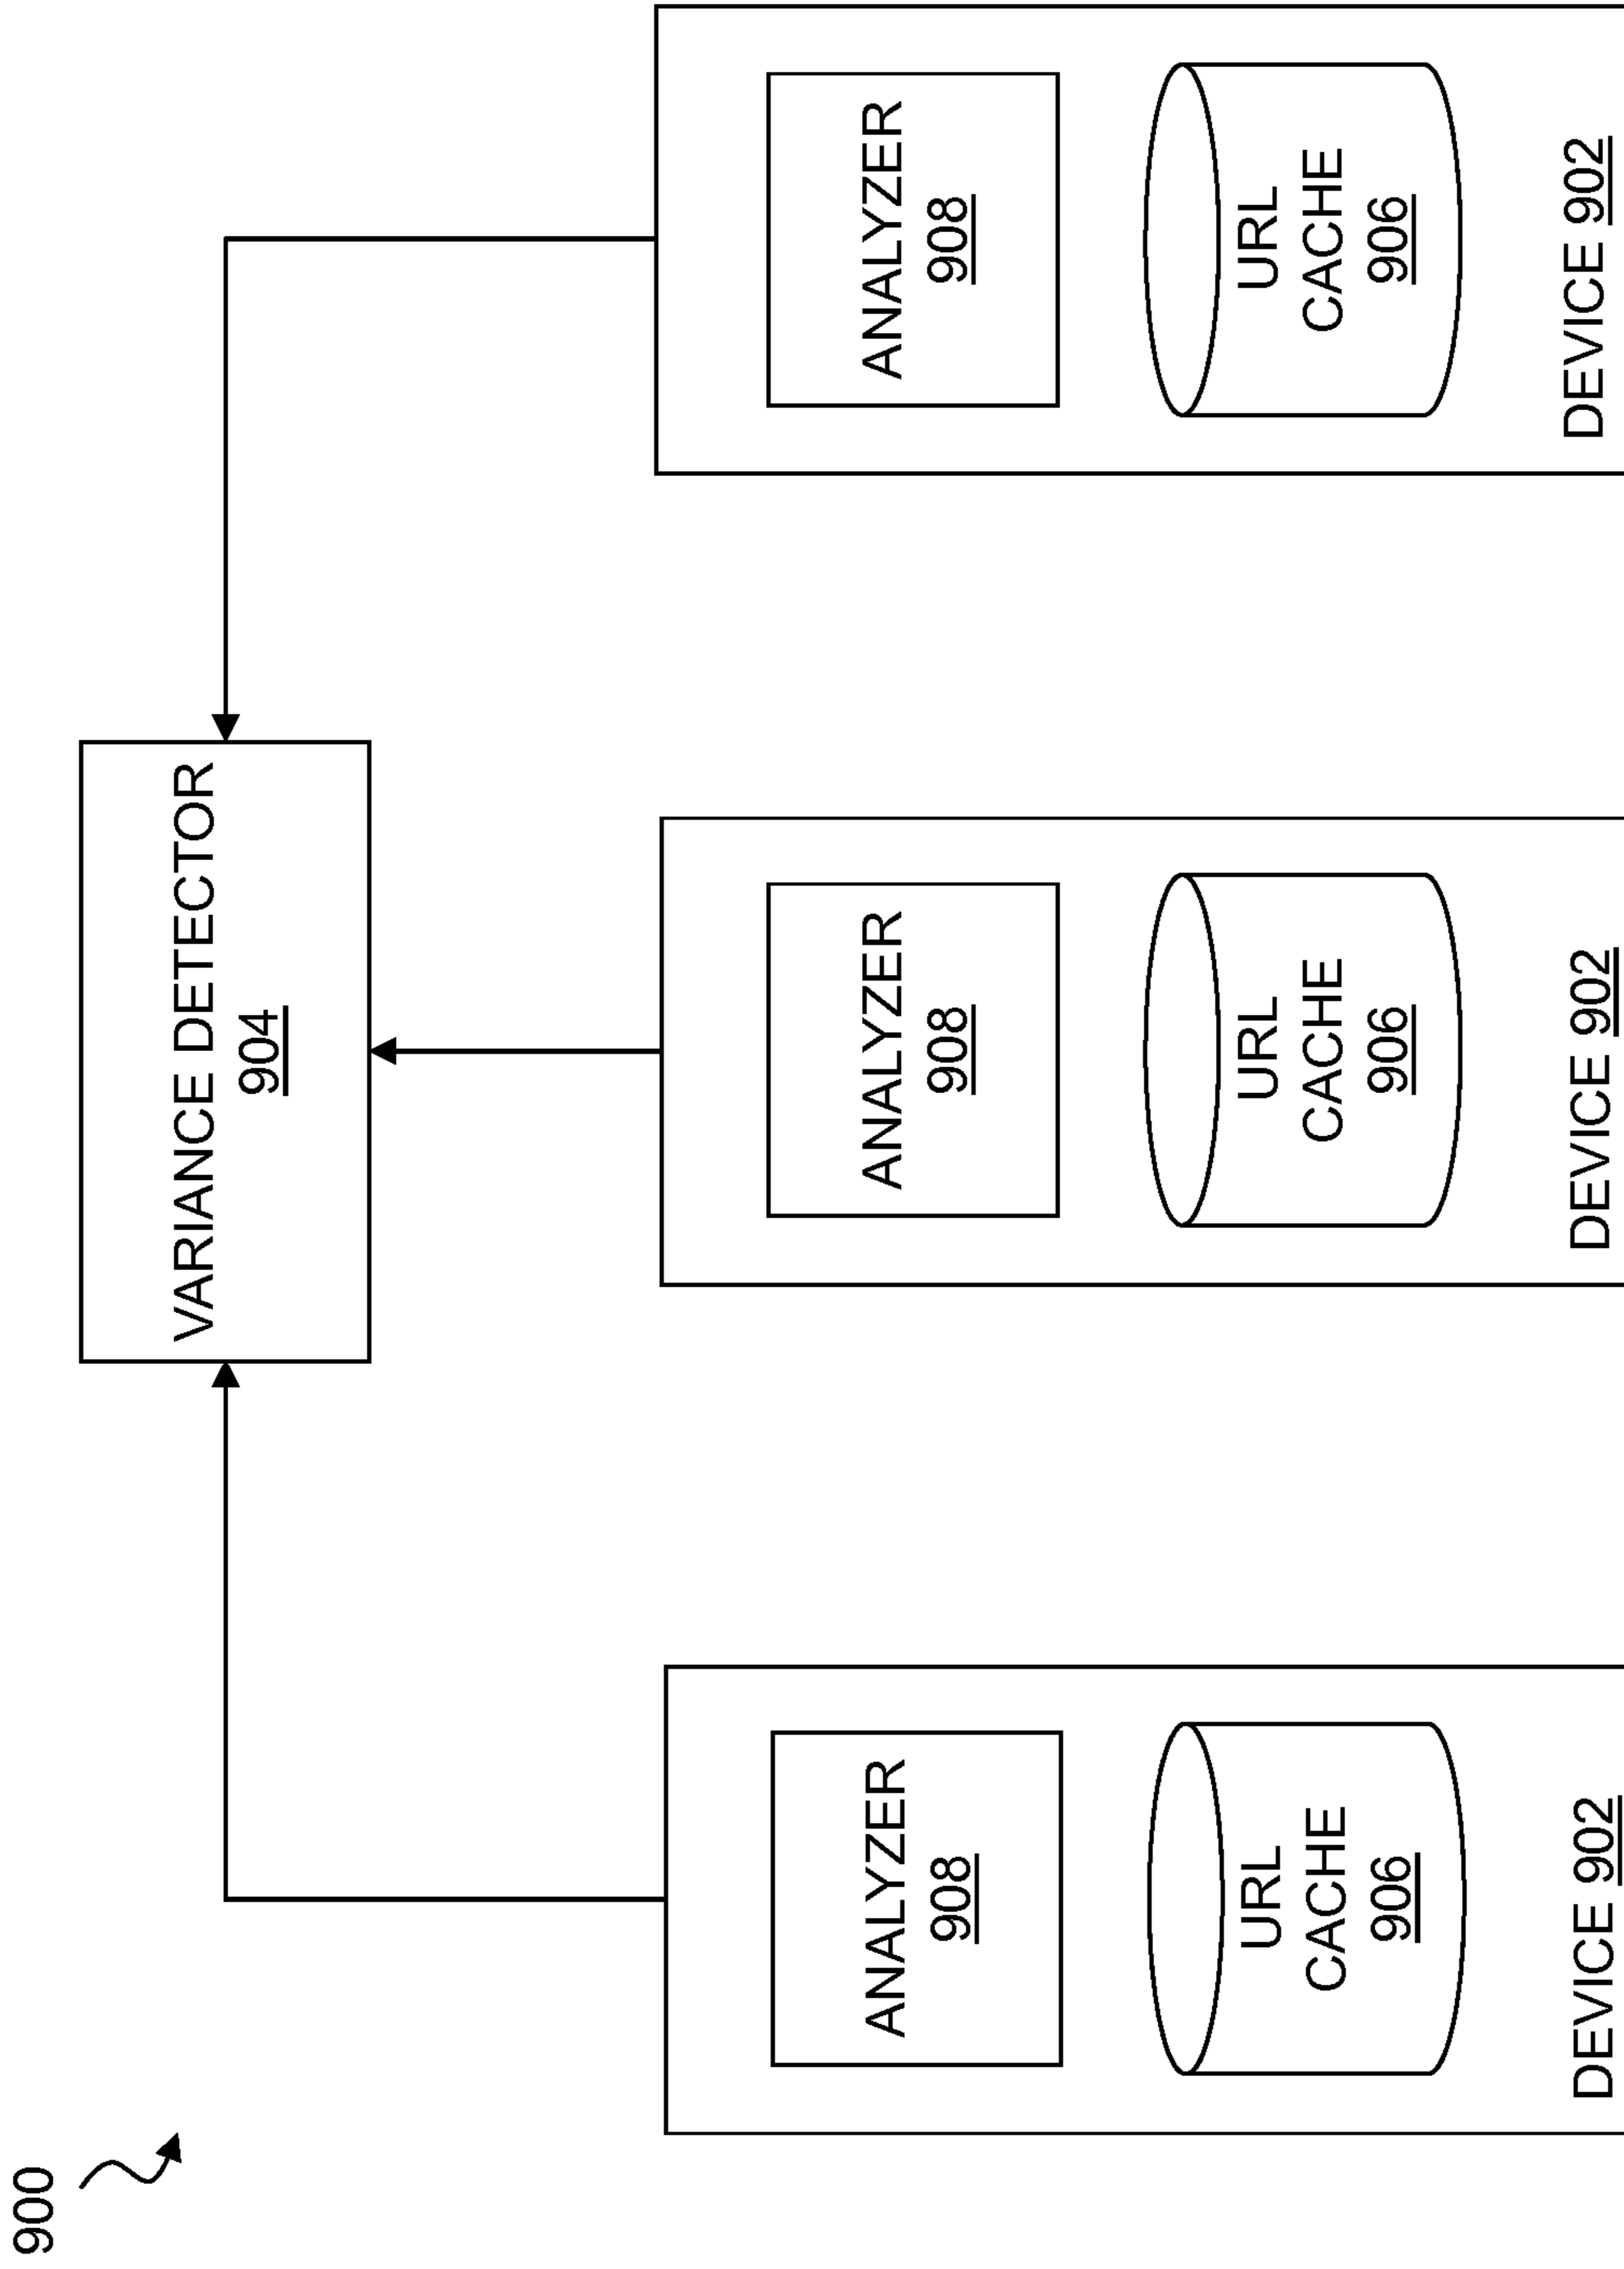 900
VARIANCE DETECTOR
904
ANALYZER
908
URL
CACHE
906
DEVICE 902
ANALYZER
908
URL
CACHE
906
DEVICE 902
ANALYZER
908
URL
CACHE
906
DEVICE 902